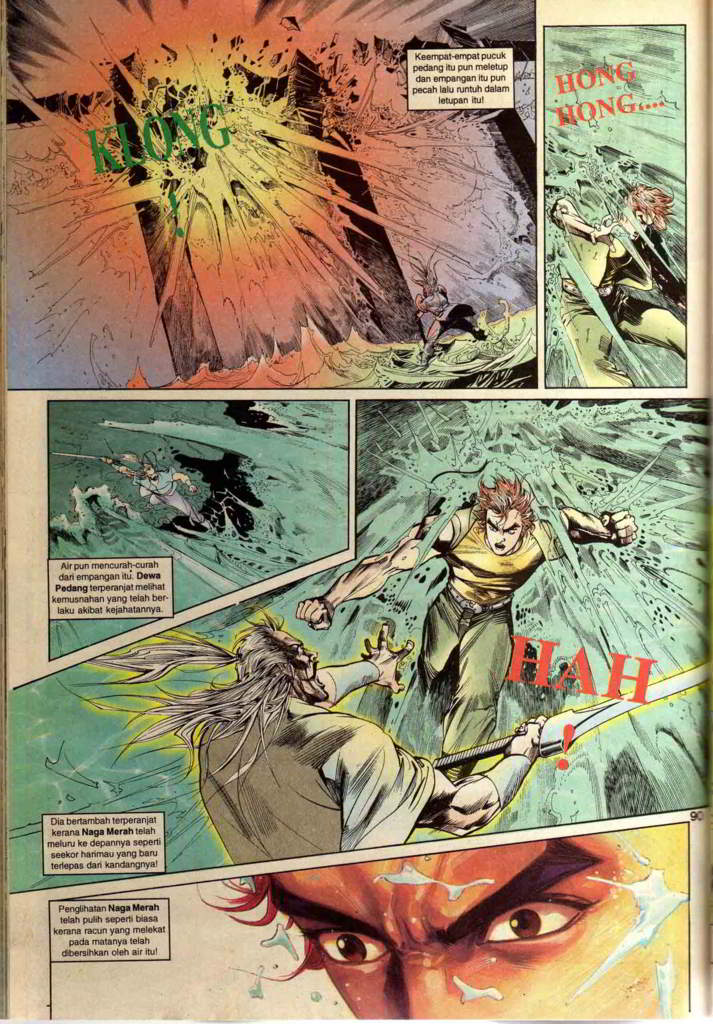 Keempat-empat pucuk
pedang itu pun meletup
dan empangan itu pun
pecah lalu runtuh dalam
letupan itu!
KLONG
!
HONG
HONG....
Air pun mencurah-curah
dari empangan itu. Dewa
Pedang terperanjat melihat
kemusnahan yang telah ber-
laku akibat kejahatannya.
HAH
!
Dia bertambah terperanjat
kerana Naga Merah telah
meluru ke depannya seperti
seekor harimau yang baru
terlepas dari kandangnya!
90
Penglihatan Naga Merah
telah pulih seperti biasa
kerana racun yang melekat
pada matanya telah
dibersihkan oleh air itu!